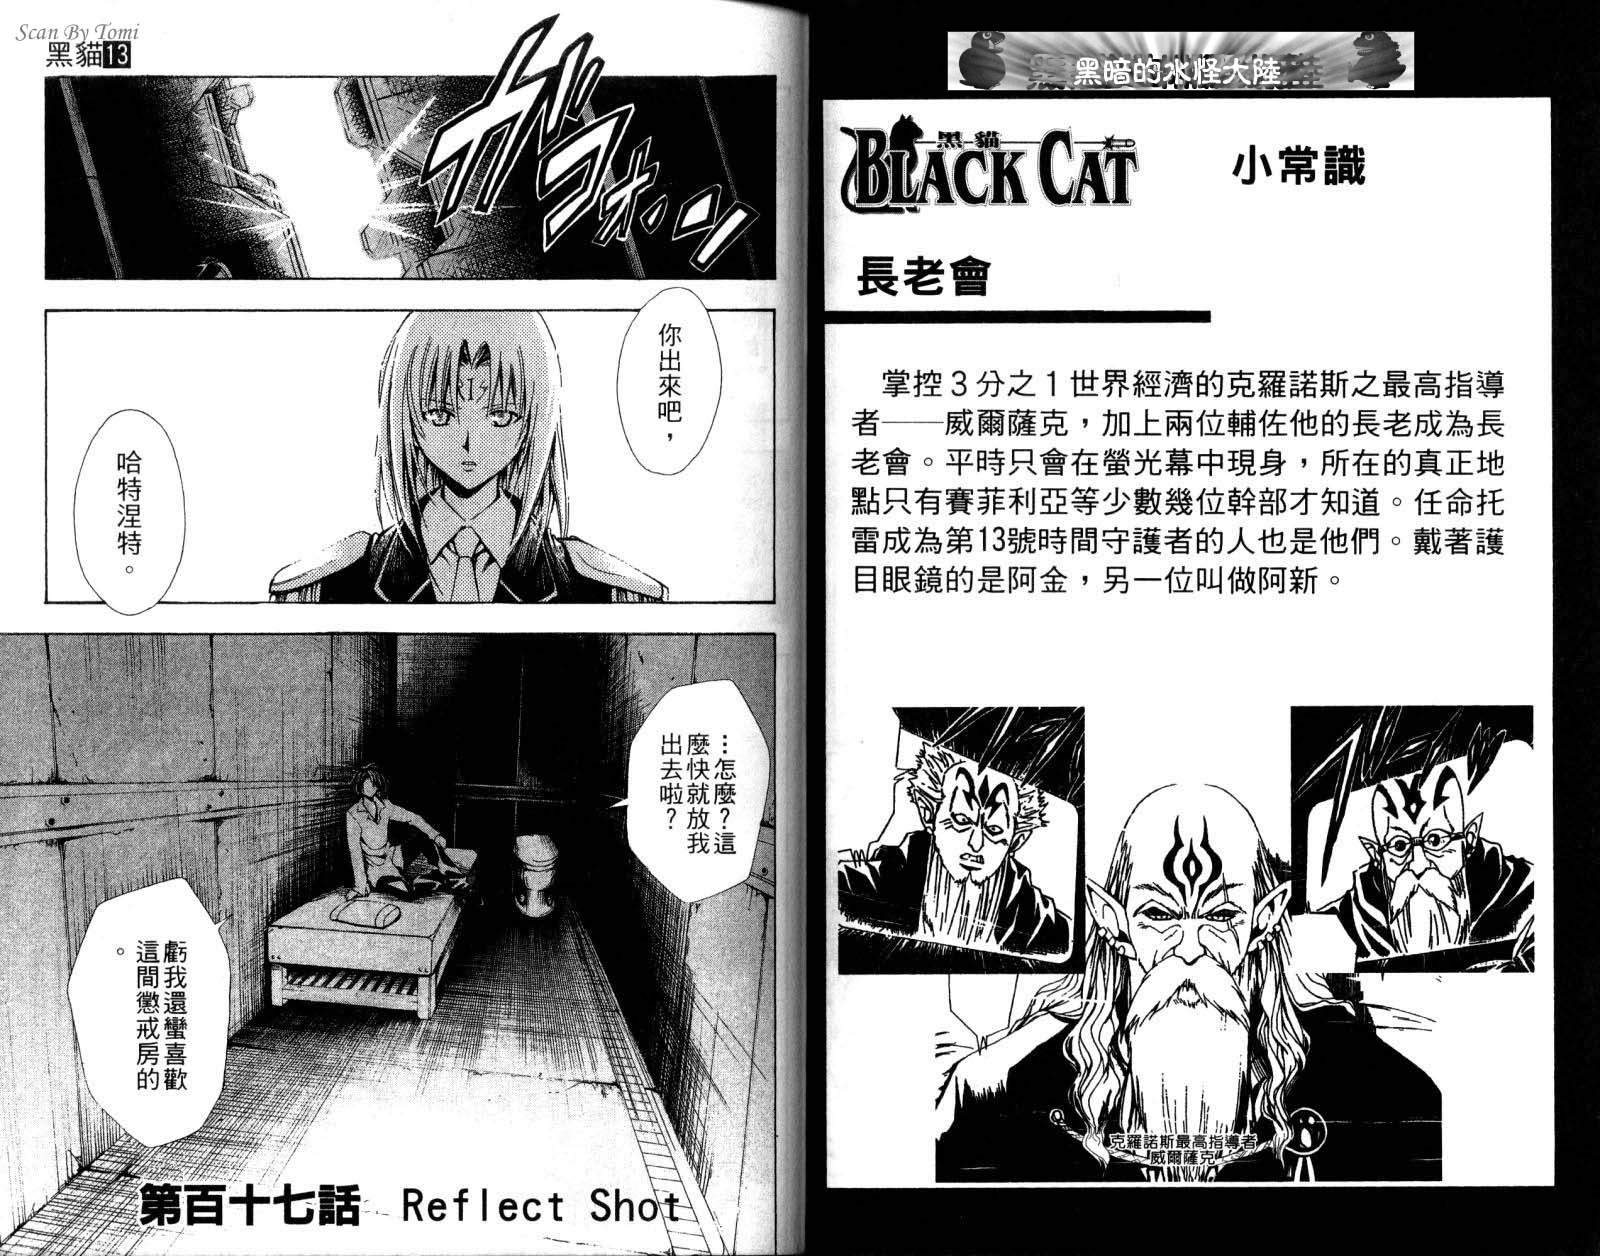 黑暗的水怪大陸
黑貓
BLACK CAT
小常識
長老會
掌控3分之1世界經濟的克羅諾斯之最高指導
者──威爾薩克，加上兩位輔佐他的長老成為長
老會。平時只會在螢光幕中現身，所在的真正地
點只有賽菲利亞等少數幾位幹部才知道。任命托
雷成為第13號時間守護者的人也是他們。戴著護
目眼鏡的是阿金，另一位叫做阿新。
克羅諾斯最高指導者
威爾薩克
Scan By Tomi
黑貓13
ガコォォン
你出來吧，
哈特涅特。
I
…怎麼？這
麼快就放我
出去啦？
虧我還蠻喜歡
這間懲戒房的
。
第百十七話 Reflect Shot